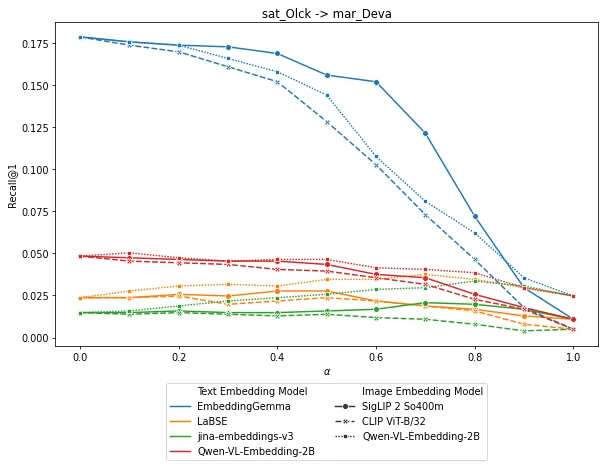 sat_Olck -> mar_Deva
0.175
0.150
0.125
0.100
0.075
0.050
0.025
0.000
Recall@1
0.0 0.2 0.4 0.6 0.8 1.0
α
Text Embedding Model Image Embedding Model
EmbeddingGemma SigLIP 2 So400m
LaBSE CLIP ViT-B/32
jina-embeddings-v3 Qwen-VL-Embedding-2B
Qwen-VL-Embedding-2B